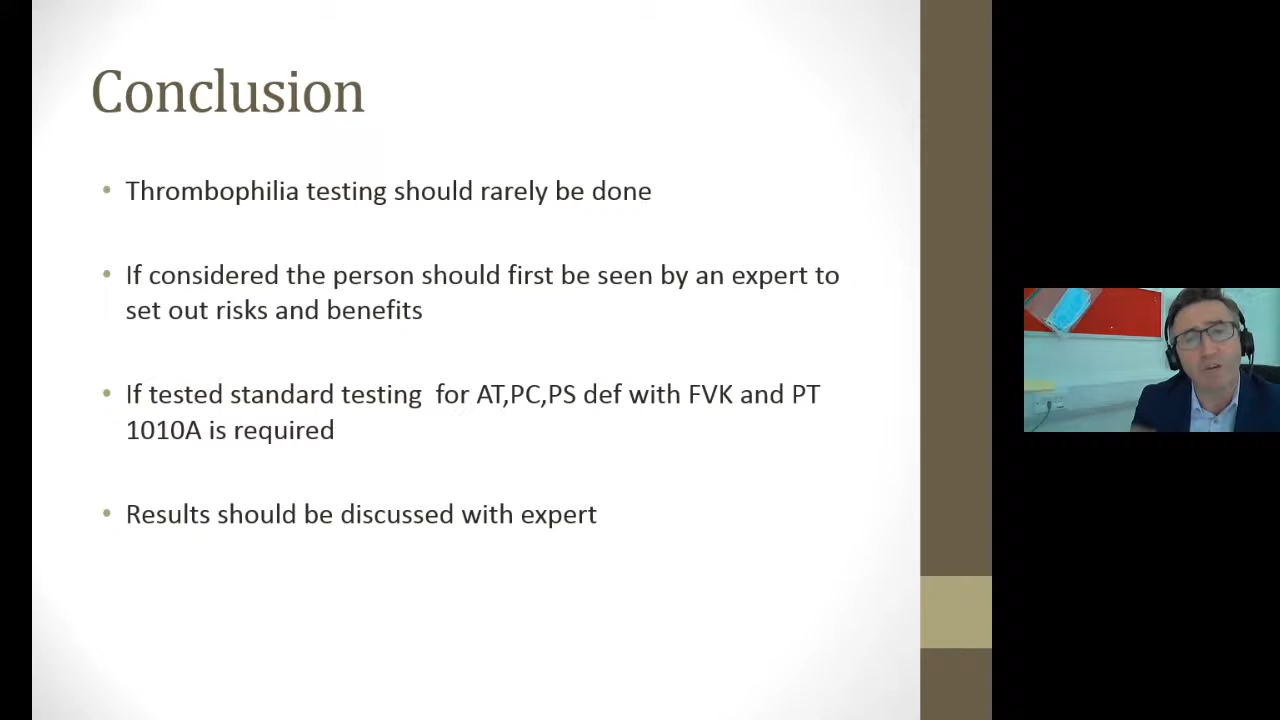 Conclusion
• Thrombophilia testing should rarely be done
• If considered the person should first be seen by an expert to
set out risks and benefits
• If tested standard testing  for AT,PC,PS def with FVK and PT
1010A is required
• Results should be discussed with expert